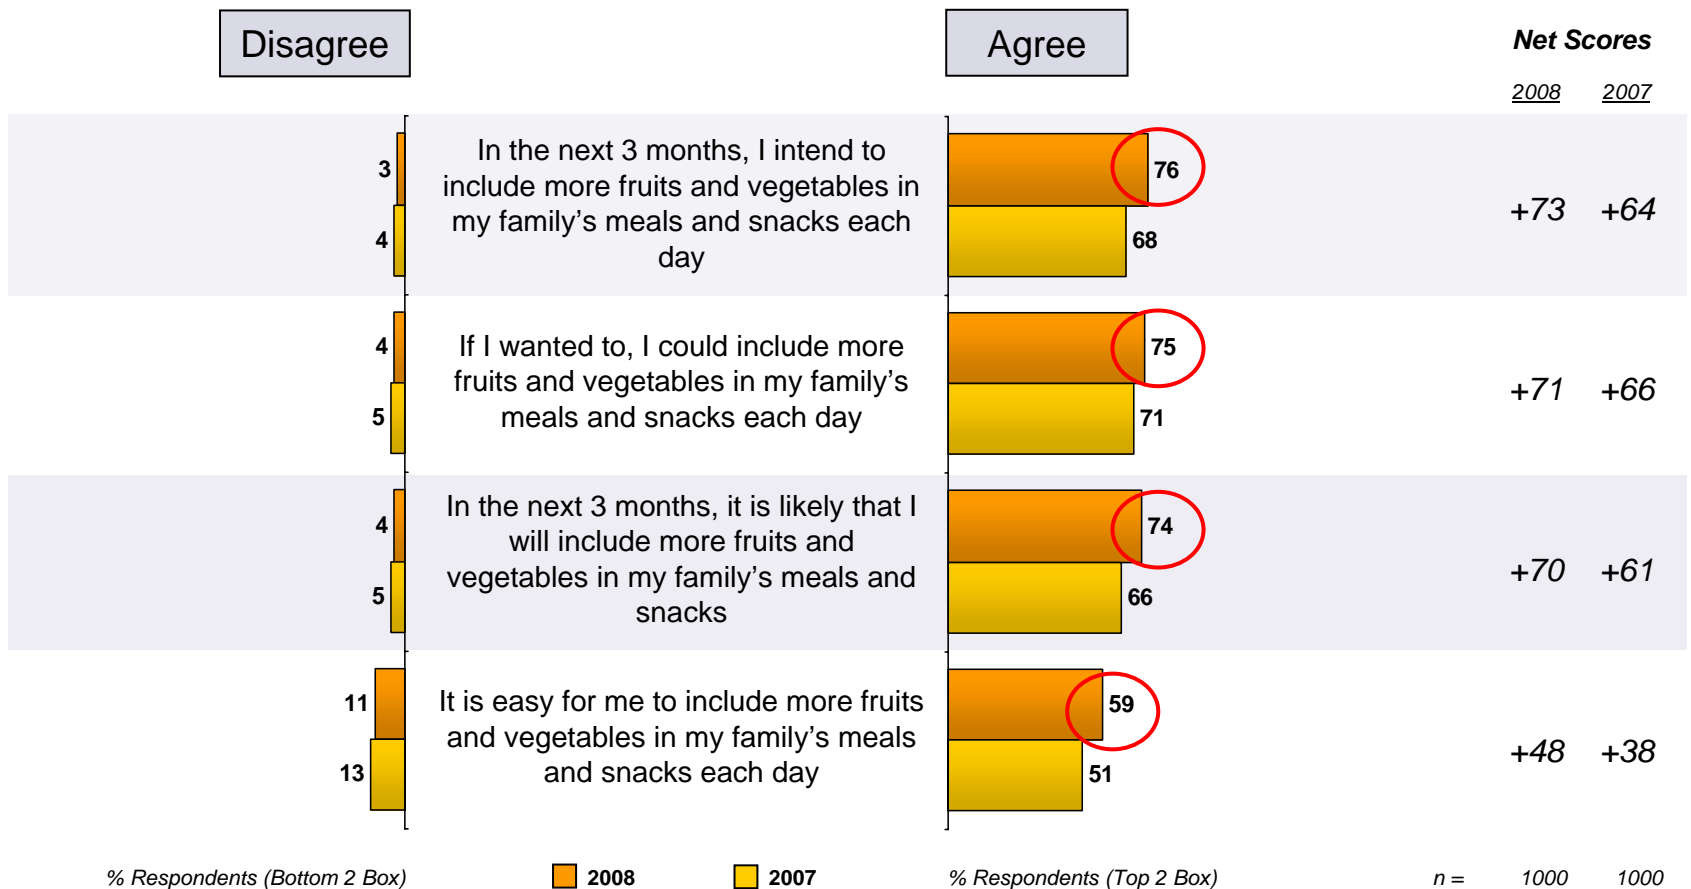 Disagree
Agree
Net Scores
2008 2007
3
4
In the next 3 months, I intend to
include more fruits and vegetables in
my family’s meals and snacks each
day
76
68
+73 +64
4
5
If I wanted to, I could include more
fruits and vegetables in my family’s
meals and snacks each day
75
71
+71 +66
4
5
In the next 3 months, it is likely that I
will include more fruits and
vegetables in my family’s meals and
snacks
74
66
+70 +61
11
13
It is easy for me to include more fruits
and vegetables in my family’s meals
and snacks each day
59
51
+48 +38
% Respondents (Bottom 2 Box)
2008
2007
% Respondents (Top 2 Box)
n = 1000 1000